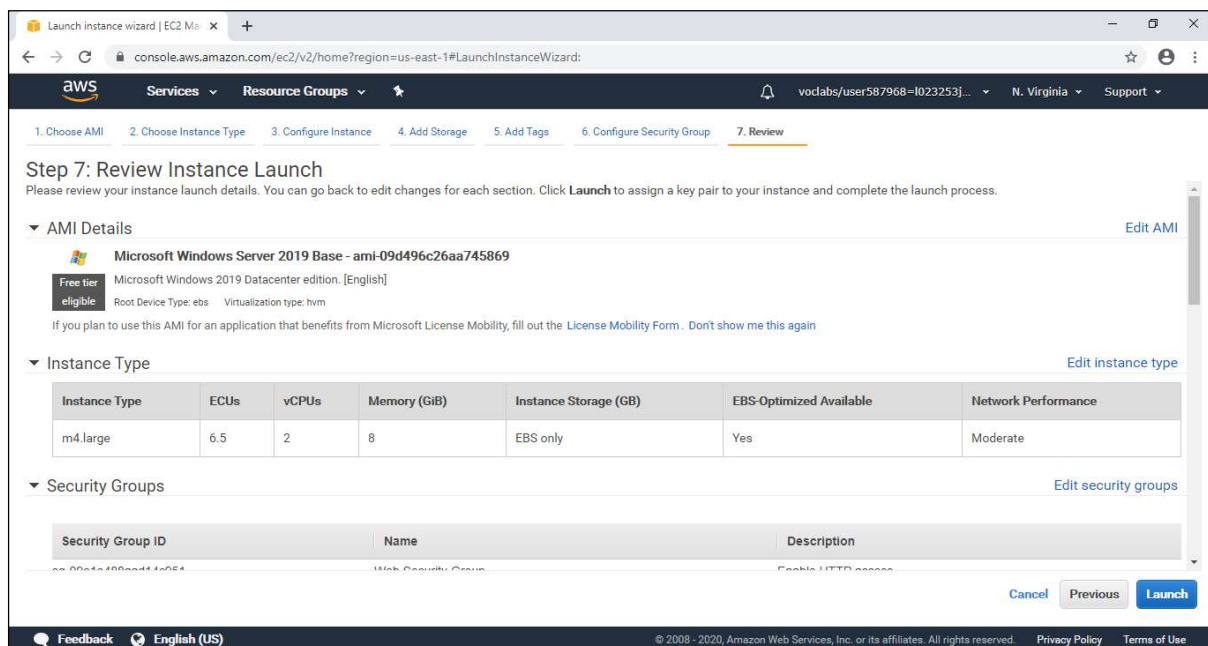 Launch instance wizard | EC2 Ma
console.aws.amazon.com/ec2/v2/home?region=us-east-1#LaunchInstanceWizard:
aws Services Resource Groups voclabs/user587968=l023253j... N. Virginia Support
1. Choose AMI 2. Choose Instance Type 3. Configure Instance 4. Add Storage 5. Add Tags 6. Configure Security Group 7. Review
Step 7: Review Instance Launch
Please review your instance launch details. You can go back to edit changes for each section. Click Launch to assign a key pair to your instance and complete the launch process.
AMI Details Edit AMI
Microsoft Windows Server 2019 Base - ami-09d496c26aa745869
Free tier eligible
Microsoft Windows 2019 Datacenter edition. [English]
Root Device Type: ebs Virtualization type: hvm
If you plan to use this AMI for an application that benefits from Microsoft License Mobility, fill out the License Mobility Form. Don't show me this again
Instance Type Edit instance type
Instance Type ECUs vCPUs Memory (GiB) Instance Storage (GB) EBS-Optimized Available Network Performance
m4.large 6.5 2 8 EBS only Yes Moderate
Security Groups Edit security groups
Security Group ID Name Description
Web Security Group Enable HTTP access
Cancel Previous Launch
Feedback English (US) © 2008 - 2020, Amazon Web Services, Inc. or its affiliates. All rights reserved. Privacy Policy Terms of Use